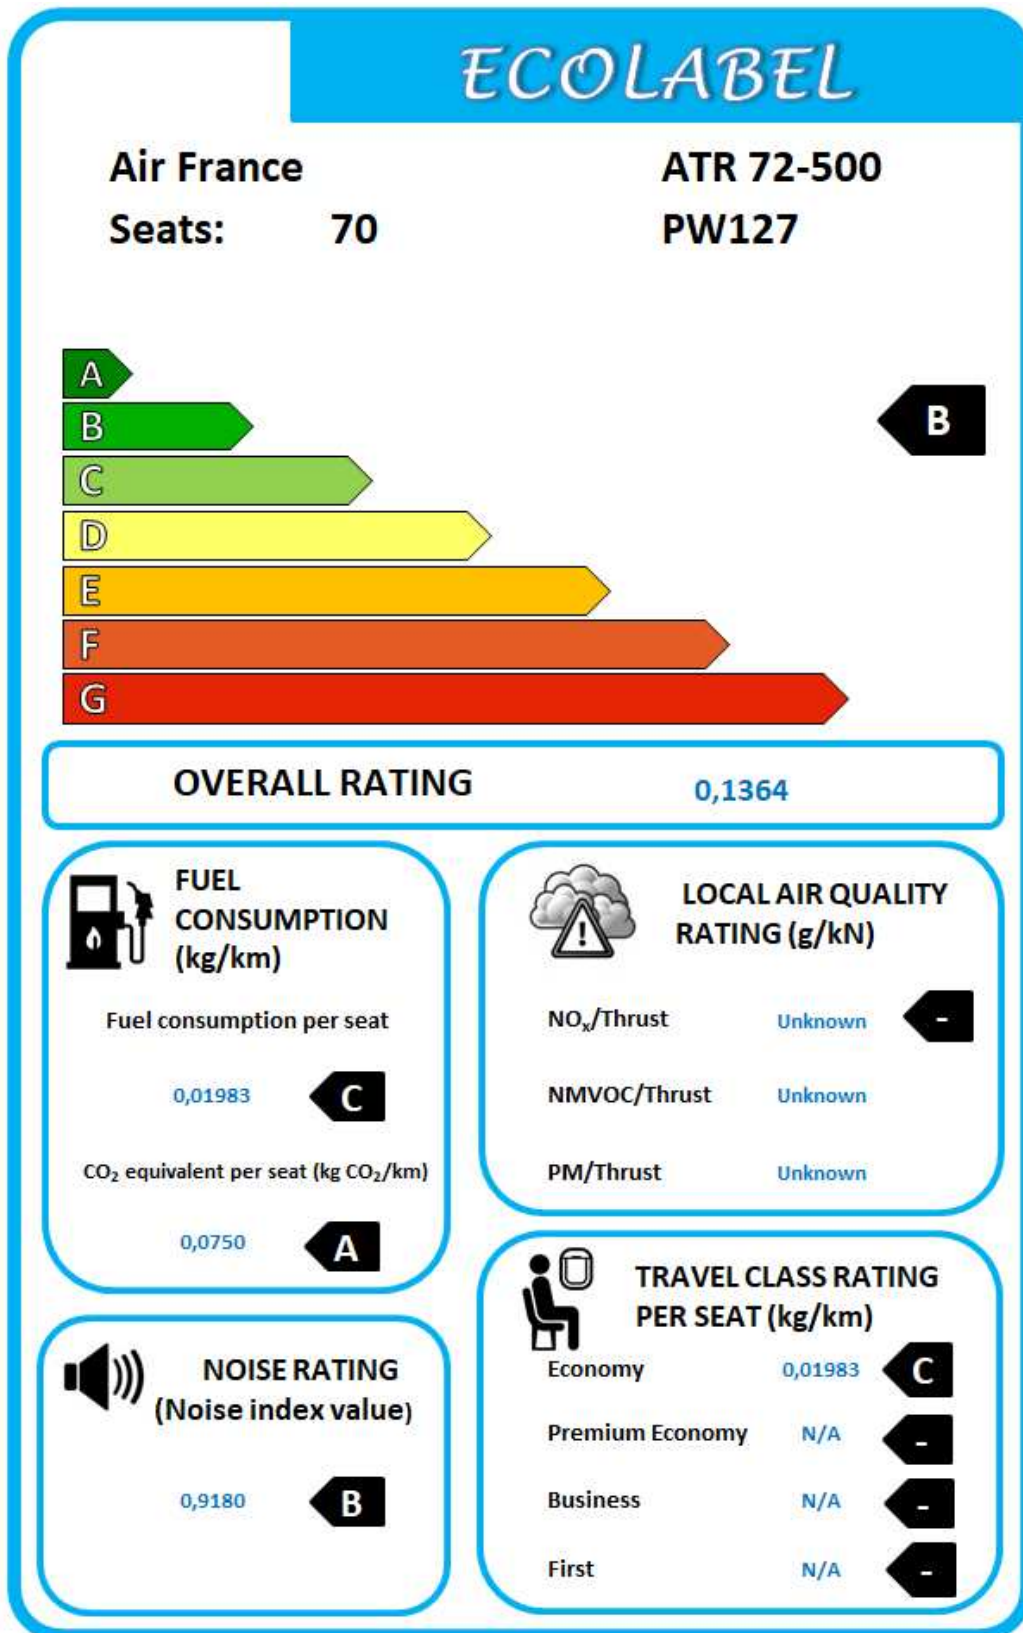 ECOLABEL
Air France ATR 72-500
Seats: 70 PW127
A
B B
C
D
E
F
G
OVERALL RATING 0,1364
FUEL
CONSUMPTION
(kg/km)
Fuel consumption per seat
0,01983 C
CO₂ equivalent per seat (kg CO₂/km)
0,0750 A
LOCAL AIR QUALITY
RATING (g/kN)
NOₓ/Thrust Unknown -
NMVOC/Thrust Unknown
PM/Thrust Unknown
NOISE RATING
(Noise index value)
0,9180 B
TRAVEL CLASS RATING
PER SEAT (kg/km)
Economy 0,01983 C
Premium Economy N/A -
Business N/A -
First N/A -